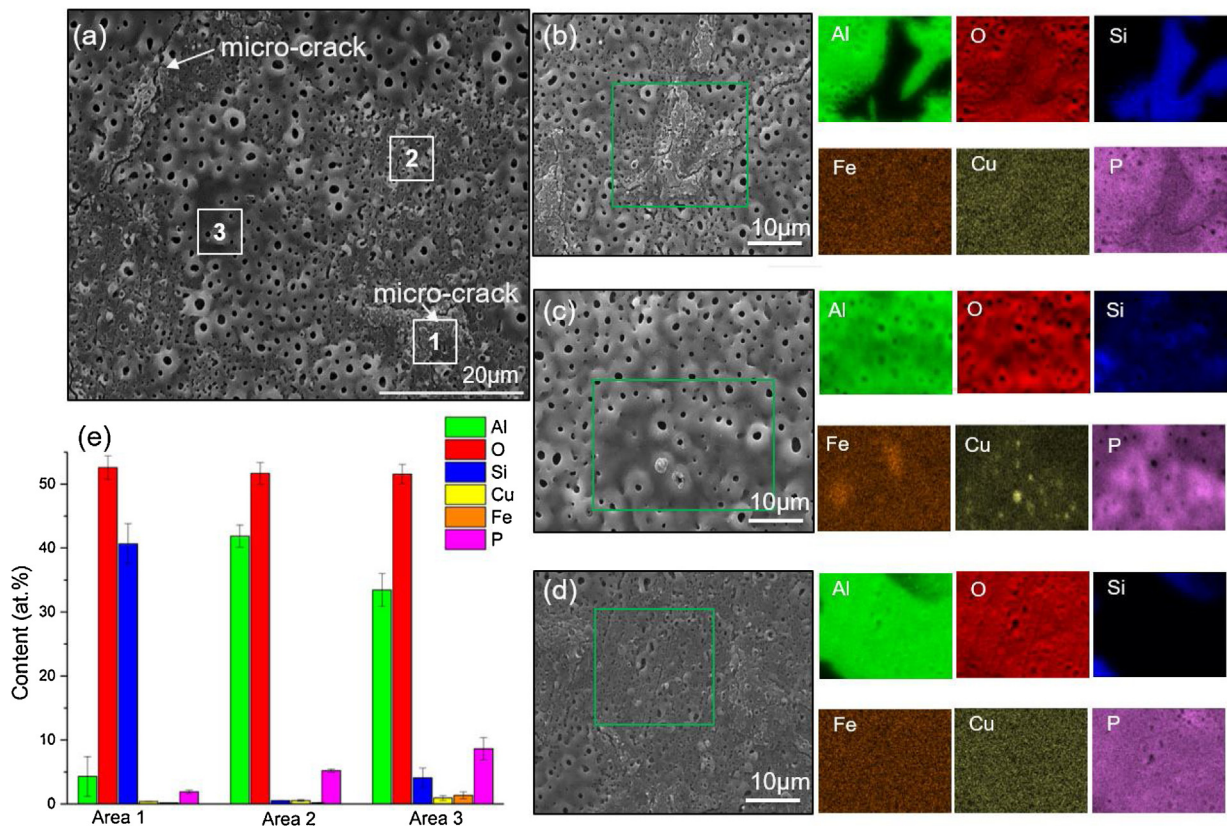 (a)
micro-crack
2
3
micro-crack
1
20μm
(b)
10μm
Al
O
Si
Fe
Cu
P
(c)
10μm
Al
O
Si
Fe
Cu
P
(d)
10μm
Al
O
Si
Fe
Cu
P
(e)
Al
O
Si
Cu
Fe
P
Content (at.%)
50
40
30
20
10
0
Area 1
Area 2
Area 3